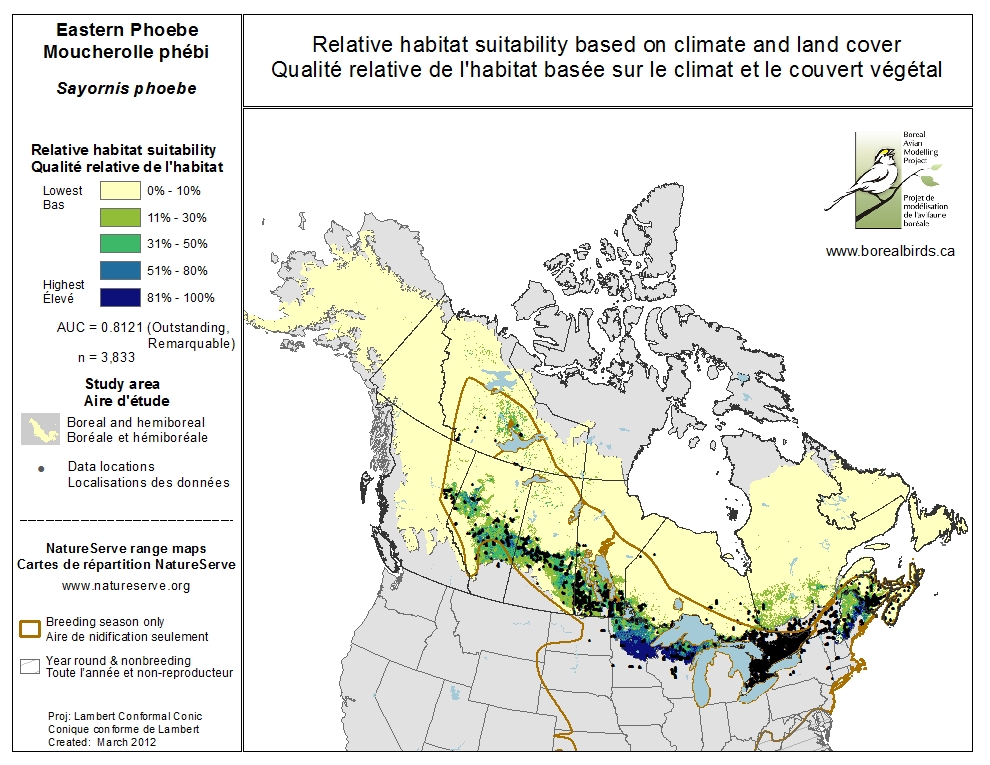 Eastern Phoebe
Moucherolle phébi
Sayornis phoebe
Relative habitat suitability based on climate and land cover
Qualité relative de l'habitat basée sur le climat et le couvert végétal
Relative habitat suitability
Qualité relative de l'habitat
Lowest
Bas
0% - 10%
11% - 30%
31% - 50%
51% - 80%
Highest
Élevé
81% - 100%
AUC = 0.8121 (Outstanding,
Remarquable)
n = 3,833
Study area
Aire d'étude
Boreal and hemiboreal
Boréale et hémiboréale
Data locations
Localisations des données
NatureServe range maps
Cartes de répartition NatureServe
www.natureserve.org
Breeding season only
Aire de nidification seulement
Year round & nonbreeding
Toute l'année et non-reproducteur
Proj: Lambert Conformal Conic
Conique conforme de Lambert
Created: March 2012
Boreal
Avian
Modelling
Project
Projet de
modélisation
de l'avifaune
boréale
www.borealbirds.ca